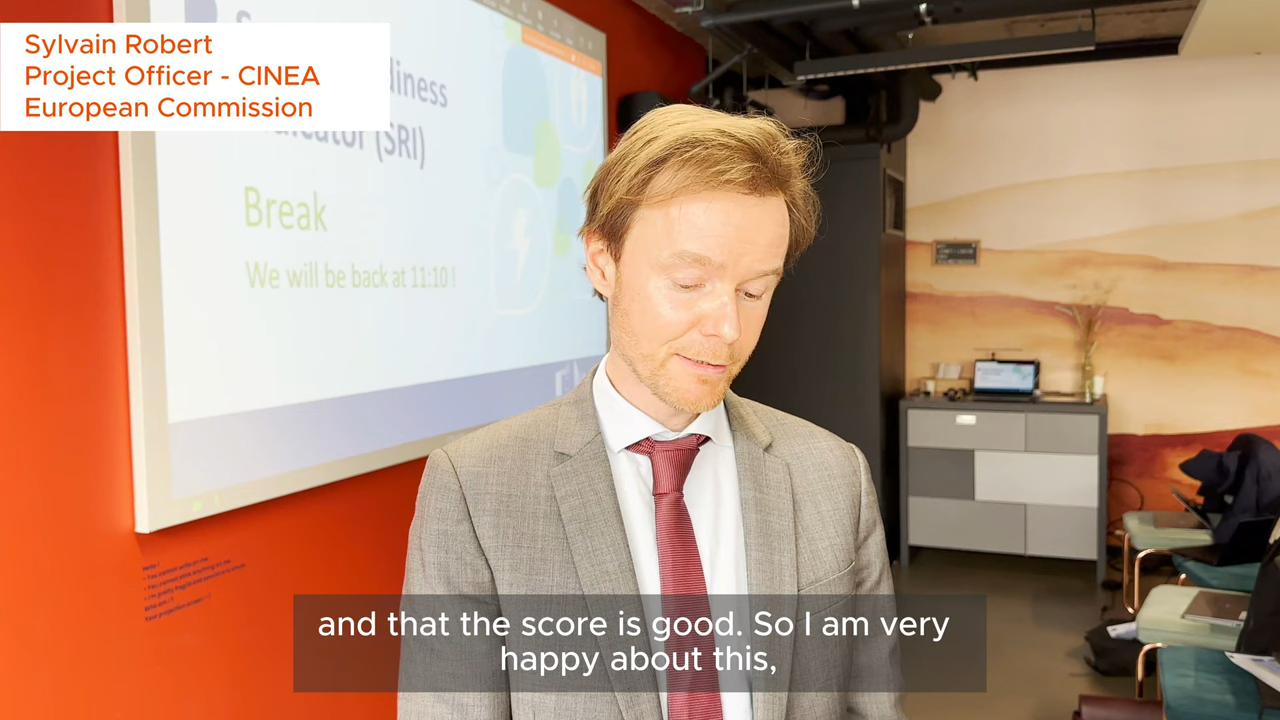 Sylvain Robert
Project Officer - CINEA
European Commission
(SRI)
Break
We will be back at 11:10 !
Hello !
and that the score is good. So I am very
happy about this,